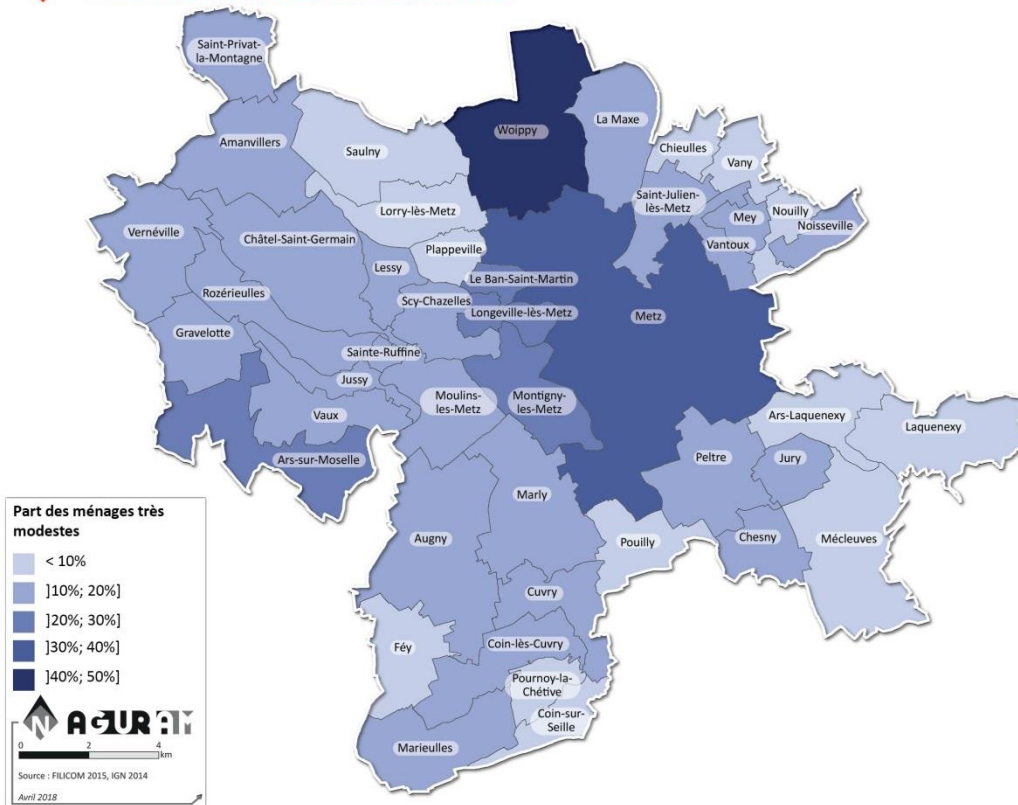 Saint-Privat-
la-Montagne
Amanvillers
Saulny
Woippy
La Maxe
Chieulles
Vany
Lorry-lès-Metz
Saint-Julien-
lès-Metz
Mey
Nouilly
Noisseville
Vernéville
Châtel-Saint-Germain
Plappeville
Vantoux
Lessy
Le Ban-Saint-Martin
Rozérieulles
Scy-Chazelles
Longeville-lès-Metz
Metz
Gravelotte
Sainte-Ruffine
Jussy
Moulins-
les-Metz
Montigny-
les-Metz
Vaux
Ars-Laquenexy
Laquenexy
Ars-sur-Moselle
Peltre
Jury
Marly
Augny
Pouilly
Chesny
Mécleuves
Cuvry
Féy
Coin-lès-Cuvry
Pournoy-la-
Chétive
Coin-sur-
Seille
Marieulles
Part des ménages très
modestes
< 10%
]10%; 20%]
]20%; 30%]
]30%; 40%]
]40%; 50%]
N AGURAM
0 2 4
km
Source : FILICOM 2015, IGN 2014
Avril 2018